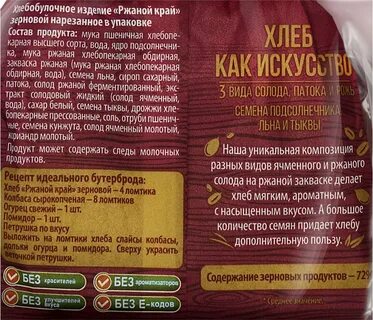 Хлебобулочное изделие «Ржаной край»
зерновой нарезанное в упаковке
Состав продукта: мука пшеничная хлебопекар-
ная высшего сорта, вода, ядро подсолнечни-
ка, мука ржаная хлебопекарная обдирная,
закваска (мука ржаная хлебопекарная
обдирная, вода), семена льна, сироп сахарный,
патока, солод ржаной ферментированный, экс-
тракт солодовый жидкий (солод ячменный,
вода), сахар белый, семена тыквы, дрожжи хле-
бопекарные прессованные, соль, отруби пшенич-
ные, семена кунжута, солод ячменный молотый,
кориандр молотый.
Продукт может содержать следы молочных
продуктов.
Рецепт идеального бутерброда:
Хлеб «Ржаной край» зерновой – 4 ломтика
Колбаса сырокопченая – 8 ломтиков
Огурец свежий – 1 шт.
Помидор – 1 шт.
Петрушка по вкусу
Выложить на ломтики хлеба слайсы колбасы,
дольки огурца и помидора. Сверху украсить
веточкой петрушки.
БЕЗ красителей
БЕЗ ароматизаторов
БЕЗ улучшителей вкуса
БЕЗ Е-кодов
ХЛЕБ
КАК ИСКУССТВО
3 ВИДА СОЛОДА, ПАТОКА И РОЖЬ
СЕМЕНА ПОДСОЛНЕЧНИКА
ЛЬНА И ТЫКВЫ
Наша уникальная композиция
разных видов ячменного и ржаного
солода на ржаной закваске делает
хлеб мягким, ароматным,
с насыщенным вкусом. А большое
количество семян придает хлебу
дополнительную пользу.
Содержание зерновых продуктов – 72%
* Среднее значение.